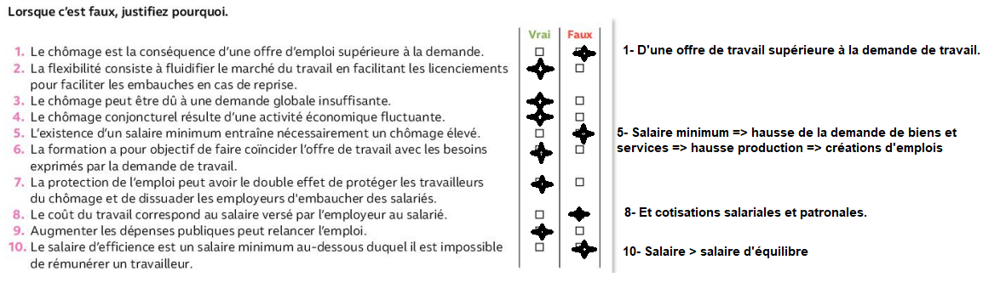 Lorsque c'est faux, justifiez pourquoi.
Vrai Faux
1. Le chômage est la conséquence d'une offre d'emploi supérieure à la demande.
1- D'une offre de travail supérieure à la demande de travail.
2. La flexibilité consiste à fluidifier le marché du travail en facilitant les licenciements
pour faciliter les embauches en cas de reprise.
3. Le chômage peut être dû à une demande globale insuffisante.
4. Le chômage conjoncturel résulte d'une activité économique fluctuante.
5. L'existence d'un salaire minimum entraîne nécessairement un chômage élevé.
5- Salaire minimum => hausse de la demande de biens et
services => hausse production => créations d'emplois
6. La formation a pour objectif de faire coïncider l'offre de travail avec les besoins
exprimés par la demande de travail.
7. La protection de l'emploi peut avoir le double effet de protéger les travailleurs
du chômage et de dissuader les employeurs d'embaucher des salariés.
8. Le coût du travail correspond au salaire versé par l'employeur au salarié.
8- Et cotisations salariales et patronales.
9. Augmenter les dépenses publiques peut relancer l'emploi.
10. Le salaire d'efficience est un salaire minimum au-dessous duquel il est impossible
de rémunérer un travailleur.
10- Salaire > salaire d'équilibre